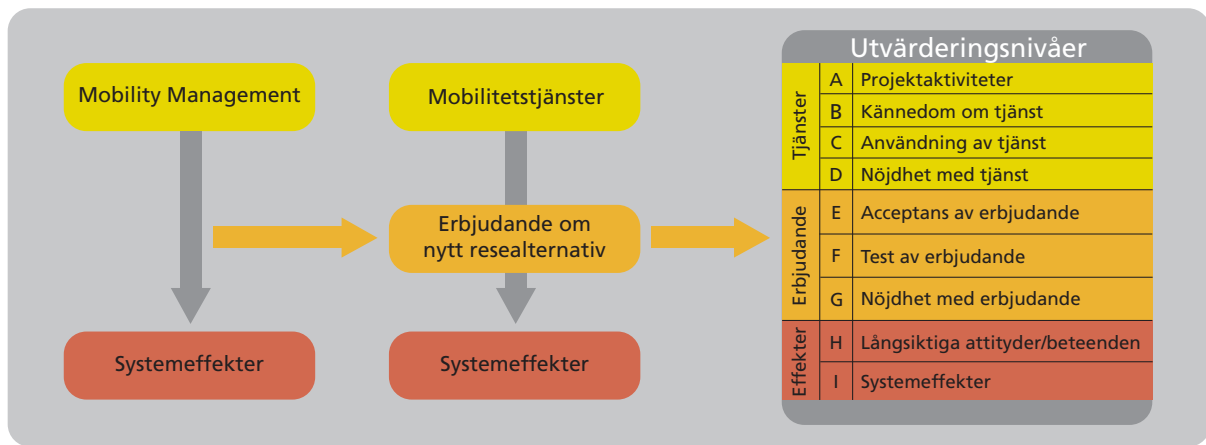 Mobility Management
Systemeffekter
Mobilitetstjänster
Erbjudande om
nytt resealternativ
Systemeffekter
Utvärderingsnivåer
Tjänster
A Projektaktiviteter
B Kännedom om tjänst
C Användning av tjänst
D Nöjdhet med tjänst
Erbjudande
E Acceptans av erbjudande
F Test av erbjudande
G Nöjdhet med erbjudande
Effekter
H Långsiktiga attityder/beteenden
I Systemeffekter